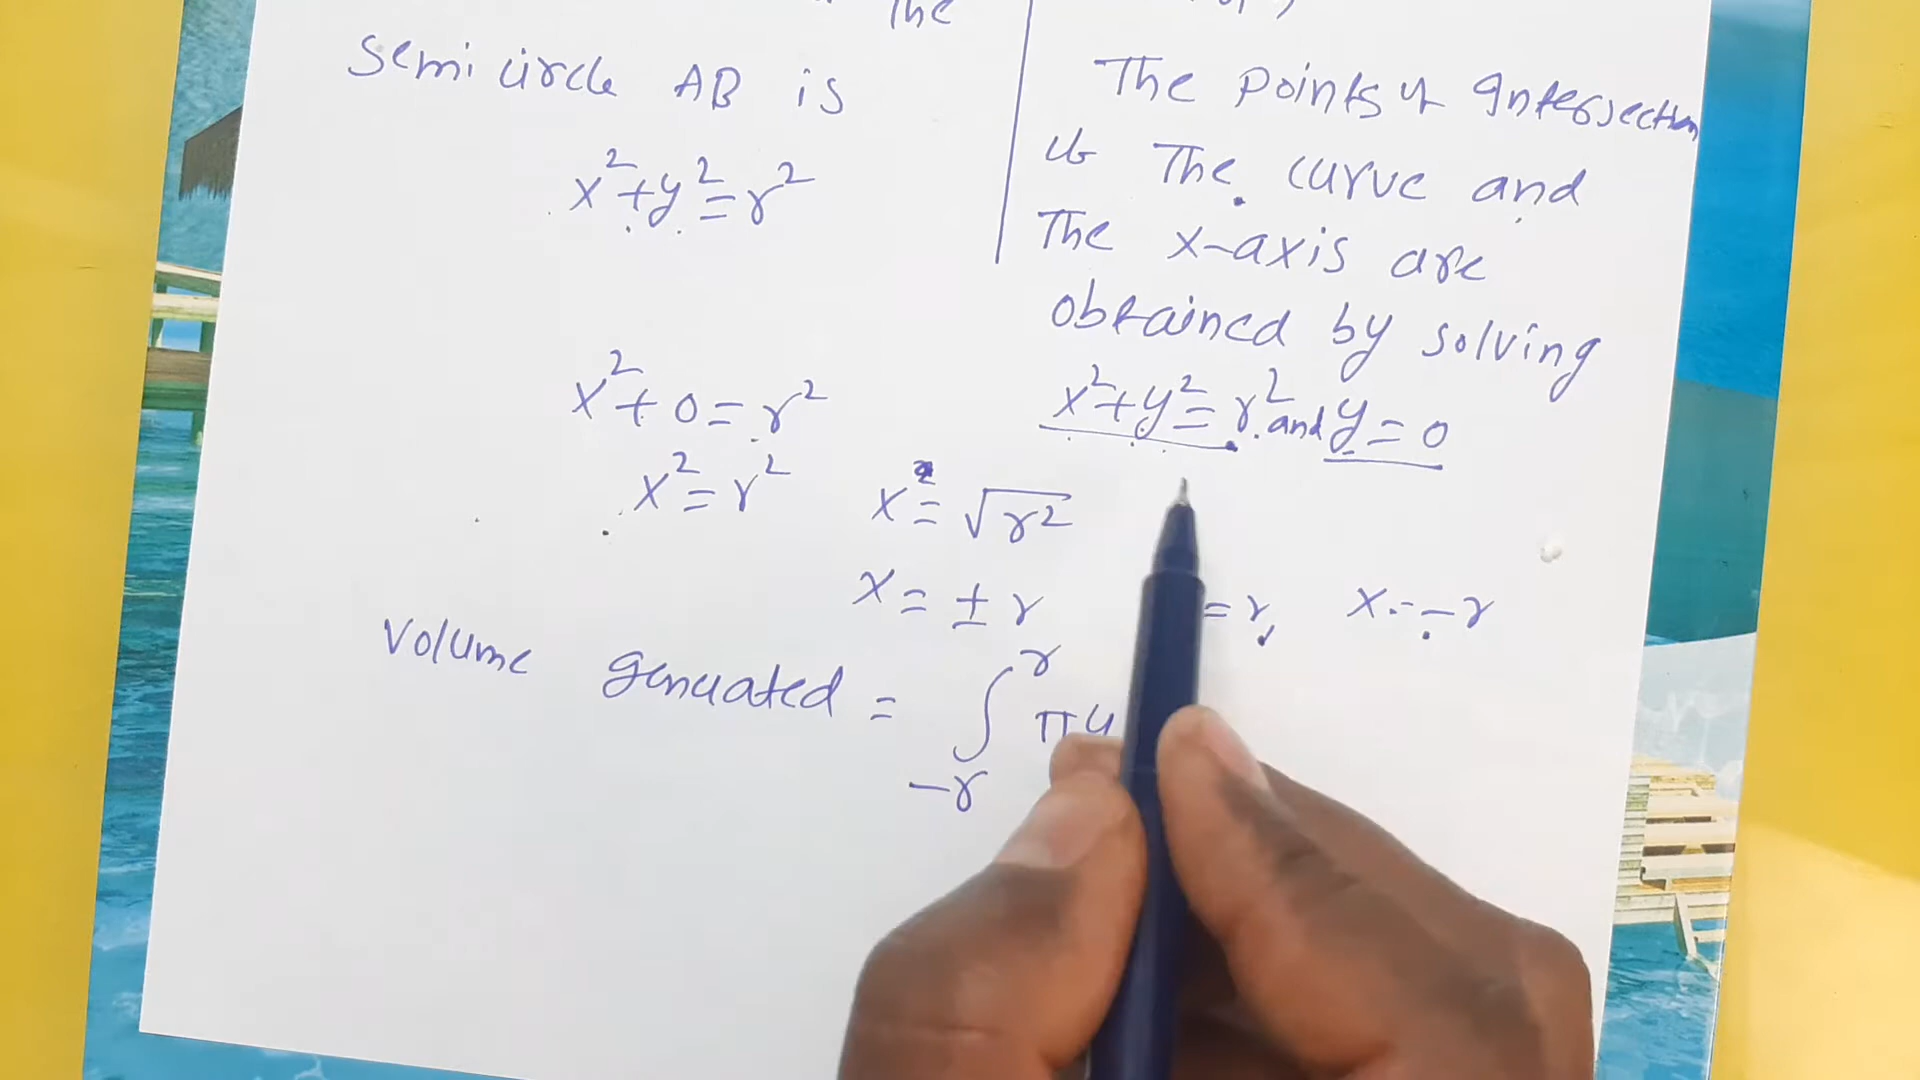 The
semi circle AB is
x²+y²=r²
x²+0=r²
x²=r²
The points of Intersection
of The curve and
The x-axis are
obtained by solving
x²+y²=r² and y=0
x=√r²
x=±r =r, x=-r
Volume generated = ∫ r -r πy